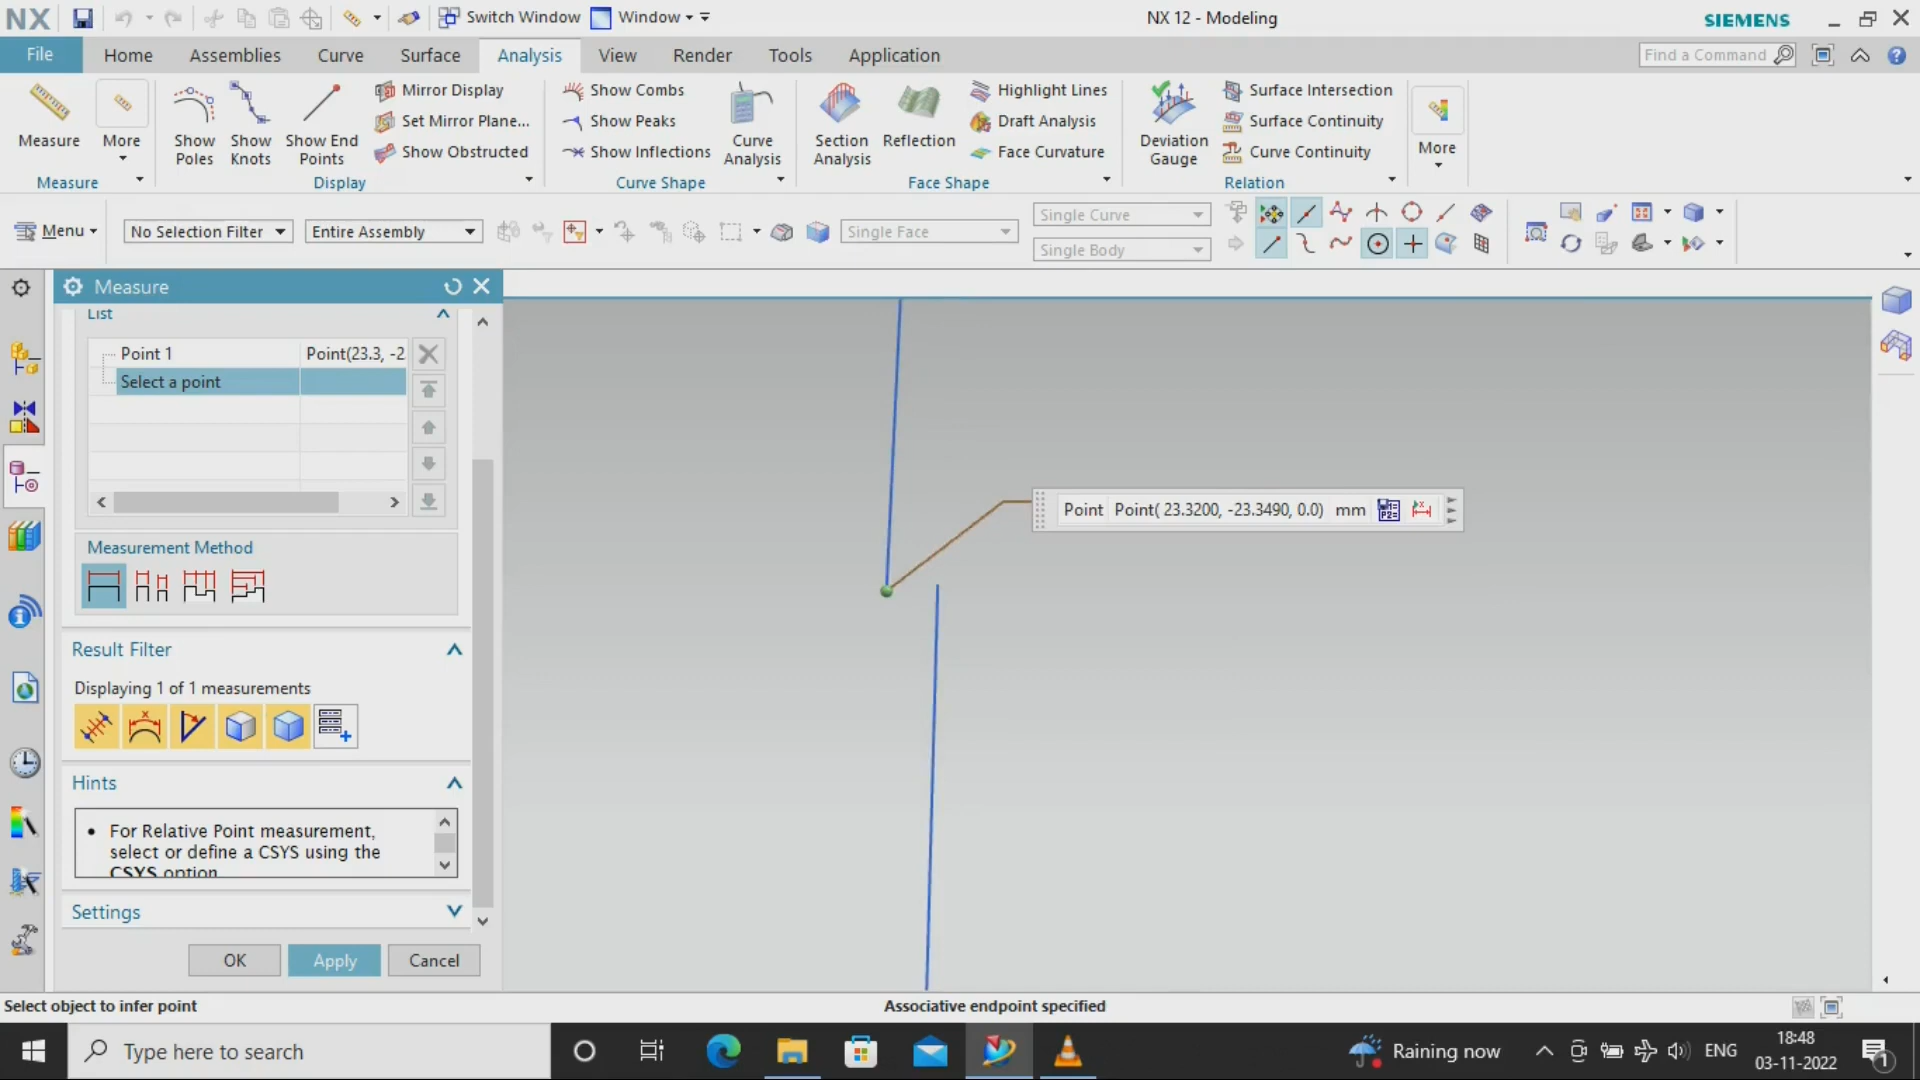 NX
Switch Window
Window
NX 12 - Modeling
SIEMENS
File
Home
Assemblies
Curve
Surface
Analysis
View
Render
Tools
Application
Find a Command
Measure
More
Show Poles
Show Knots
Show End Points
Mirror Display
Set Mirror Plane...
Show Obstructed
Show Combs
Show Peaks
Show Inflections
Curve Analysis
Section Analysis
Reflection
Highlight Lines
Draft Analysis
Face Curvature
Deviation Gauge
Surface Intersection
Surface Continuity
Curve Continuity
More
Measure
Display
Curve Shape
Face Shape
Relation
Menu
No Selection Filter
Entire Assembly
Single Face
Single Curve
Single Body
Measure
List
Point 1
Point(23.3, -2
Select a point
Measurement Method
Result Filter
Displaying 1 of 1 measurements
Hints
• For Relative Point measurement,
select or define a CSYS using the
CSYS option
Settings
OK
Apply
Cancel
Point Point( 23.3200, -23.3490, 0.0) mm
Select object to infer point
Associative endpoint specified
Type here to search
Raining now
ENG
18:48
03-11-2022
1